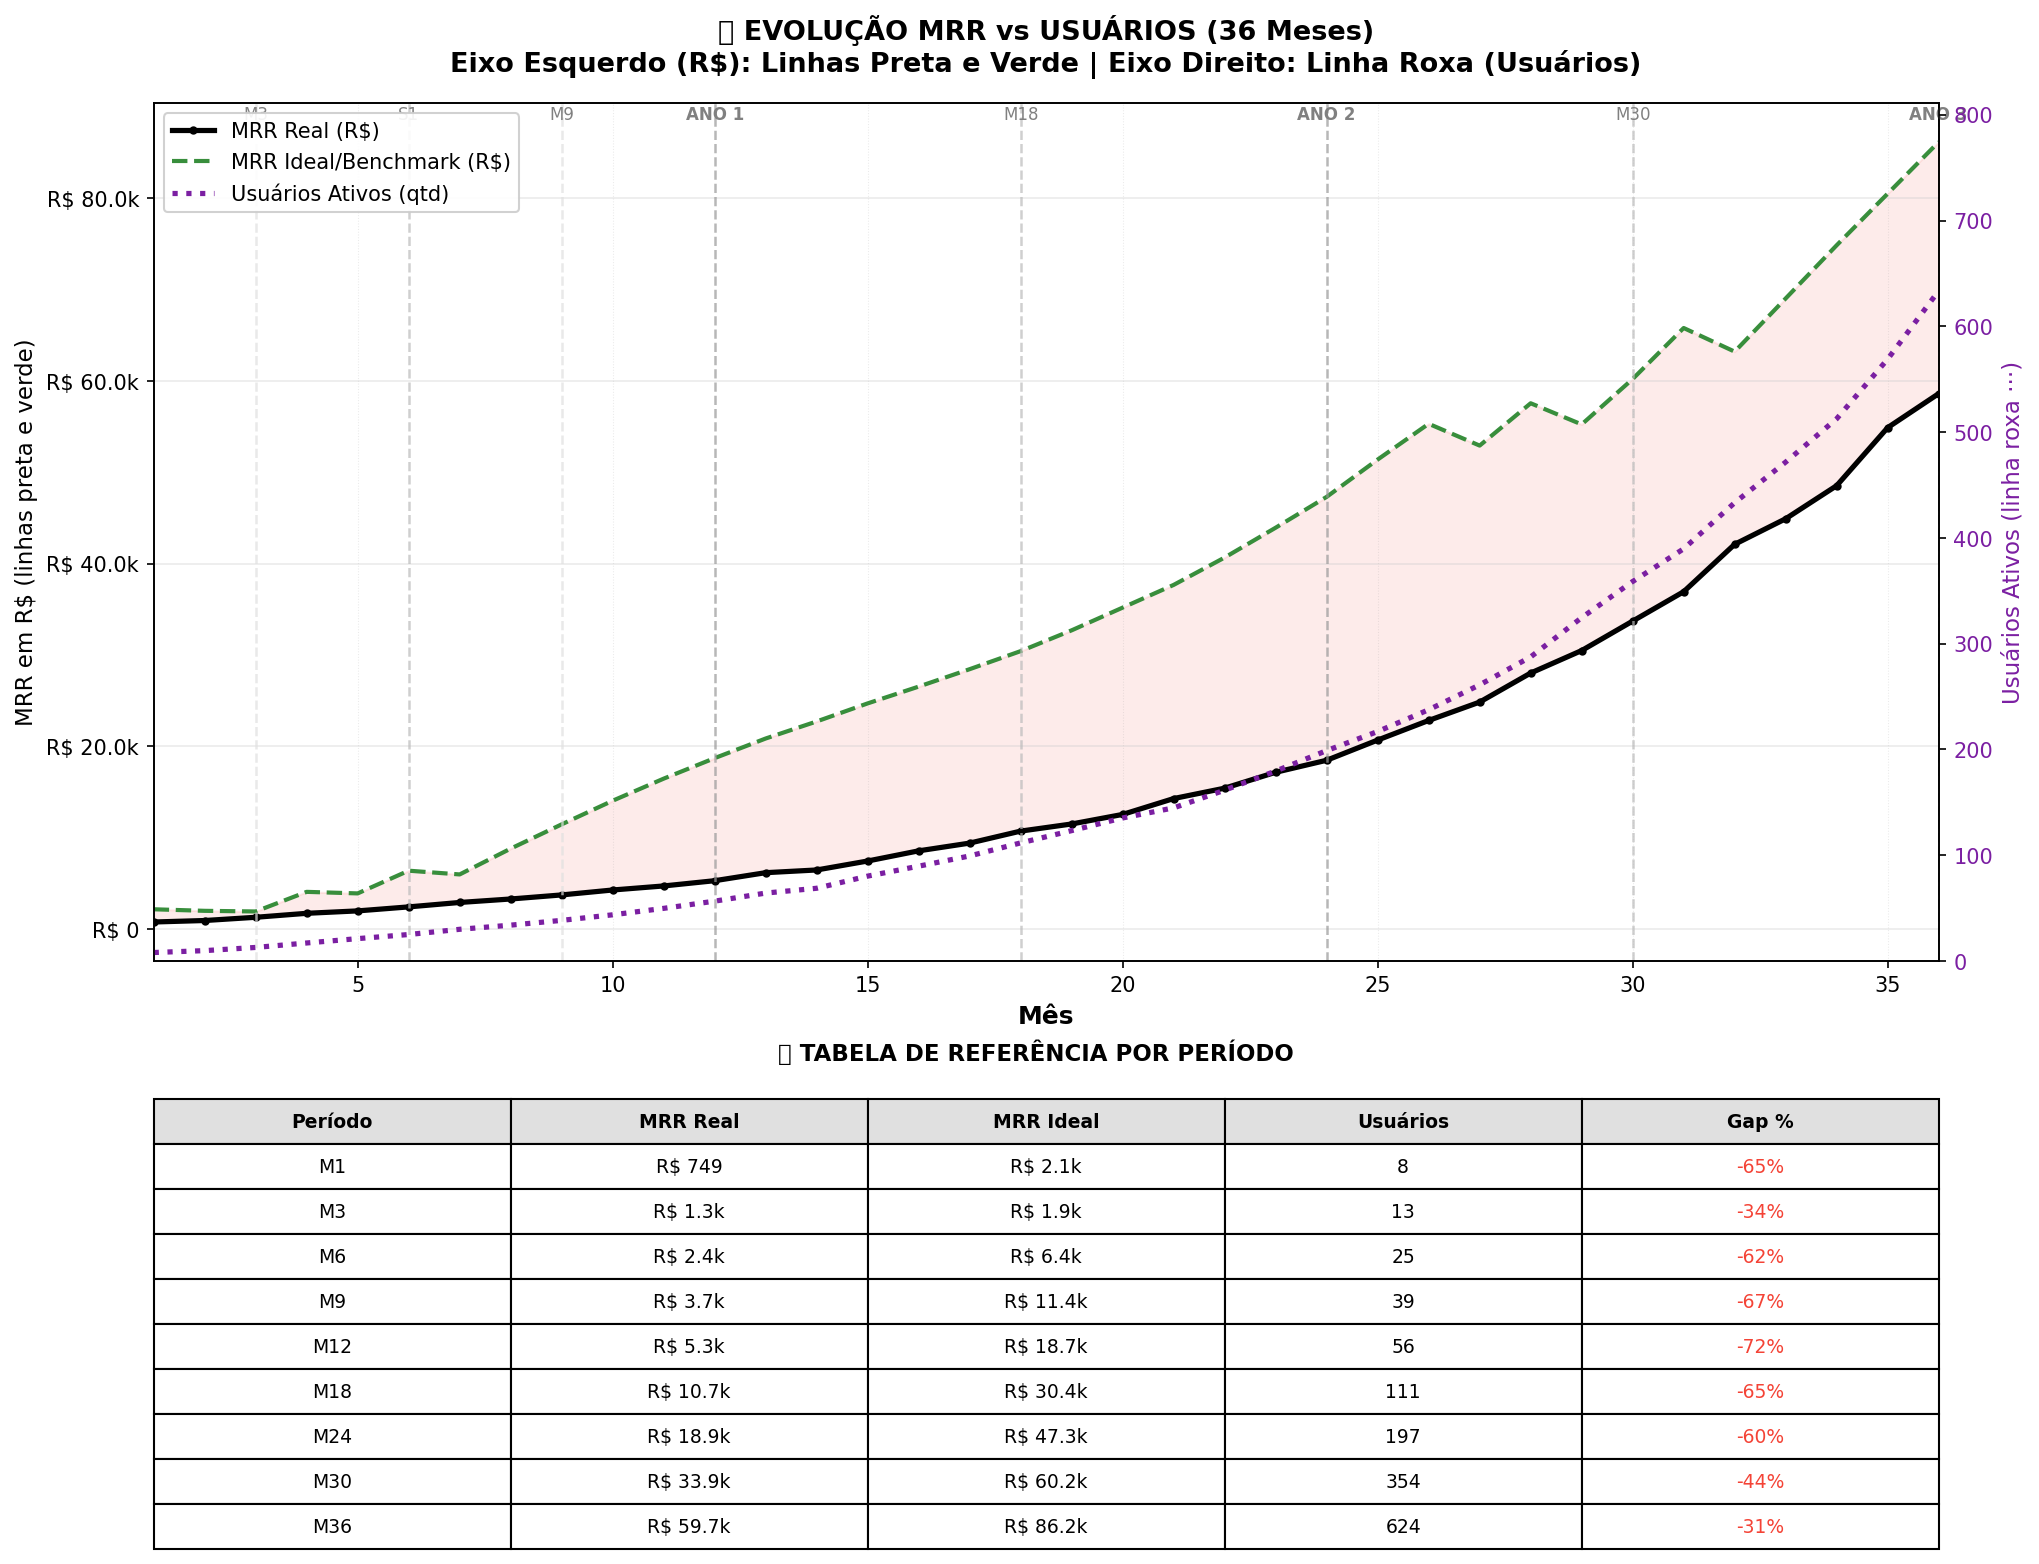 EVOLUÇÃO MRR vs USUÁRIOS (36 Meses)
Eixo Esquerdo (R$): Linhas Preta e Verde | Eixo Direito: Linha Roxa (Usuários)
M3 S1 M9 ANO 1 M18 ANO 2 M30 ANO 3
MRR Real (R$)
MRR Ideal/Benchmark (R$)
Usuários Ativos (qtd)
MRR em R$ (linhas preta e verde)
R$ 80.0k
R$ 60.0k
R$ 40.0k
R$ 20.0k
R$ 0
800
700
600
500
400
300
200
100
0
Usuários Ativos (linha roxa ···)
5 10 15 20 25 30 35
Mês
TABELA DE REFERÊNCIA POR PERÍODO
Período MRR Real MRR Ideal Usuários Gap %
M1 R$ 749 R$ 2.1k 8 -65%
M3 R$ 1.3k R$ 1.9k 13 -34%
M6 R$ 2.4k R$ 6.4k 25 -62%
M9 R$ 3.7k R$ 11.4k 39 -67%
M12 R$ 5.3k R$ 18.7k 56 -72%
M18 R$ 10.7k R$ 30.4k 111 -65%
M24 R$ 18.9k R$ 47.3k 197 -60%
M30 R$ 33.9k R$ 60.2k 354 -44%
M36 R$ 59.7k R$ 86.2k 624 -31%